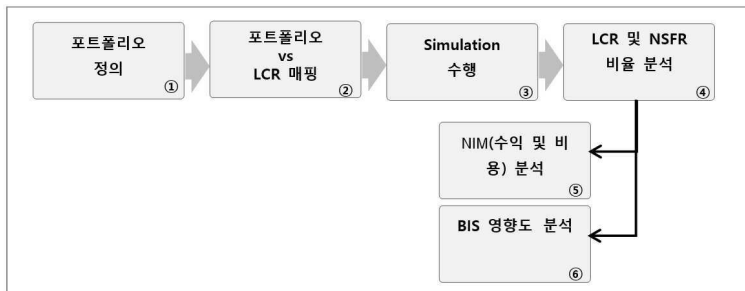 포트폴리오
정의
①
포트폴리오
vs
LCR 매핑
②
Simulation
수행
③
LCR 및 NSFR
비율 분석
④
NIM(수익 및 비
용) 분석
⑤
BIS 영향도 분석
⑥